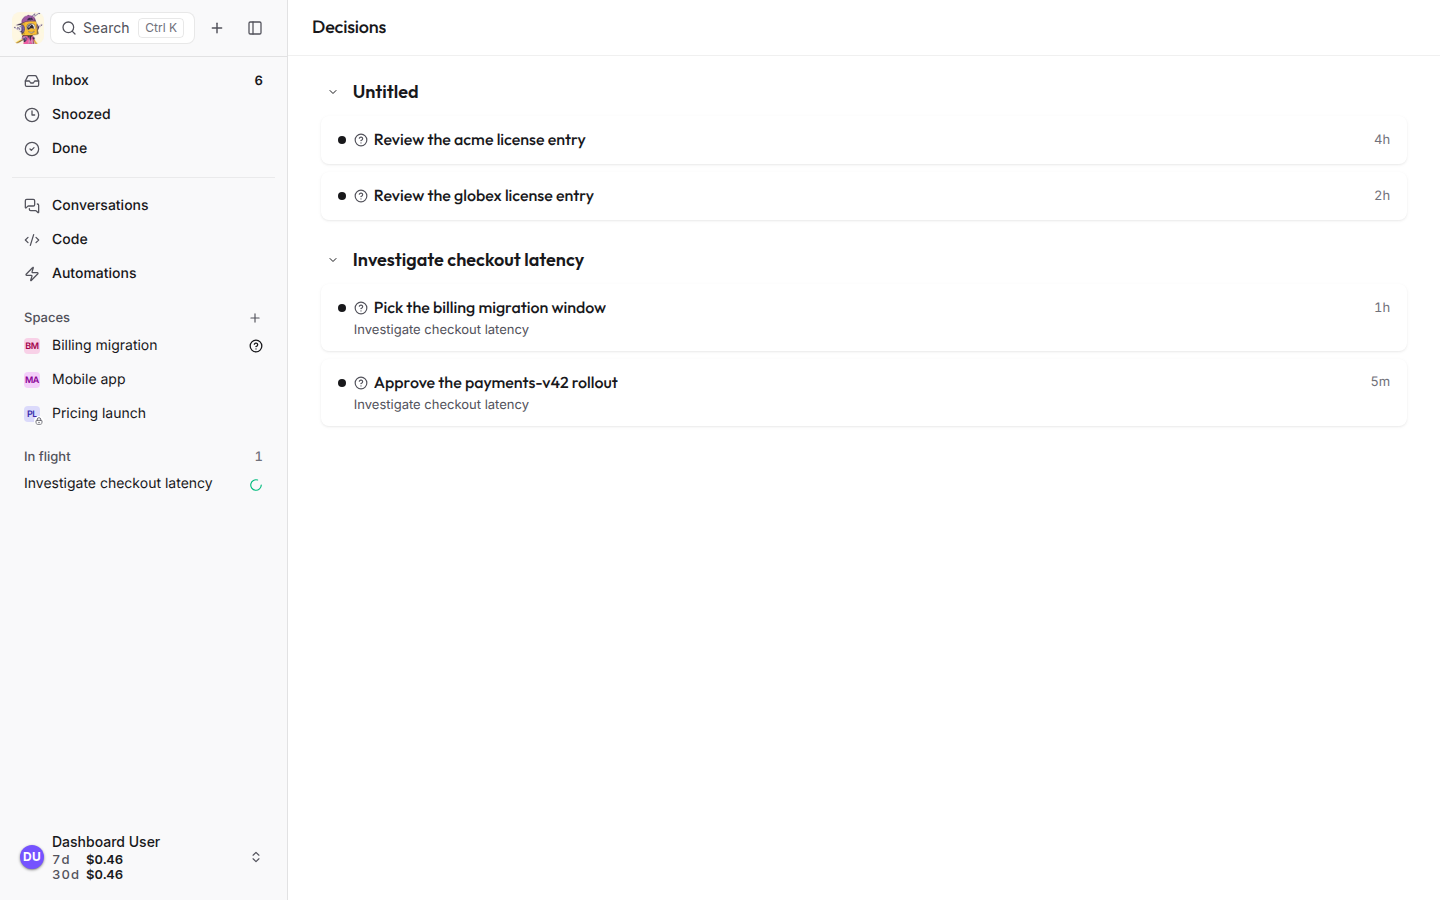 Search Ctrl K
Decisions
Inbox 6
Snoozed
Done
Conversations
Code
Automations
Spaces
BM Billing migration
MA Mobile app
PL Pricing launch
In flight 1
Investigate checkout latency
Dashboard User
DU
7d $0.46
30d $0.46
Untitled
Review the acme license entry 4h
Review the globex license entry 2h
Investigate checkout latency
Pick the billing migration window 1h
Investigate checkout latency
Approve the payments-v42 rollout 5m
Investigate checkout latency